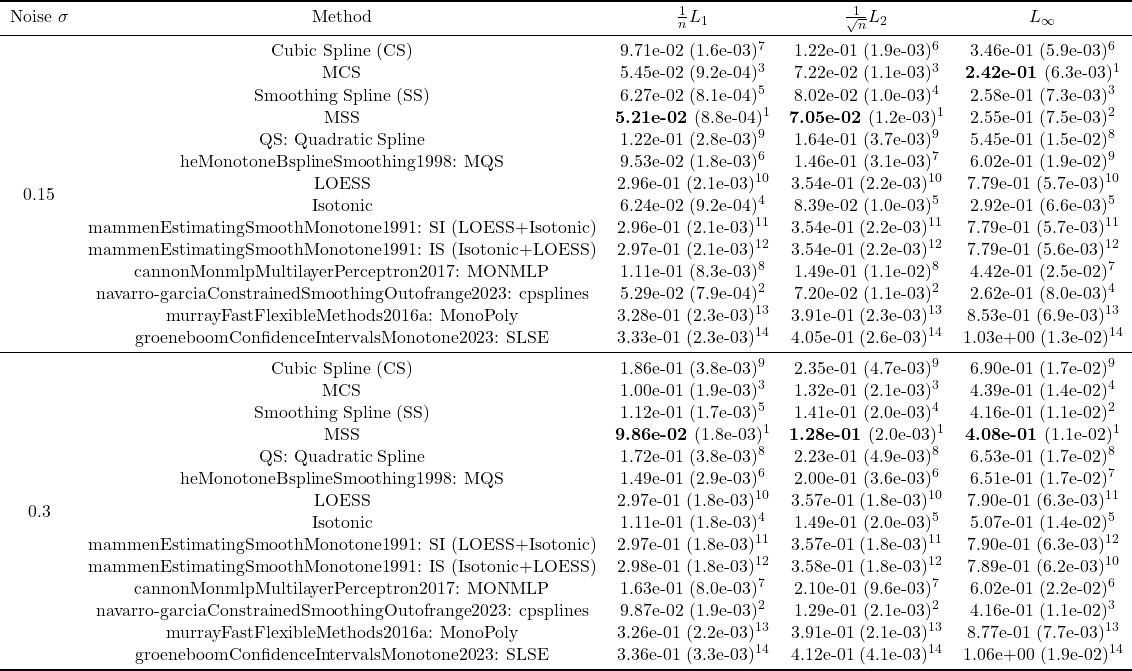 Noise σ Method 1/n L₁ 1/√n L₂ L∞
Cubic Spline (CS) 9.71e-02 (1.6e-03)⁷ 1.22e-01 (1.9e-03)⁶ 3.46e-01 (5.9e-03)⁶
MCS 5.45e-02 (9.2e-04)³ 7.22e-02 (1.1e-03)³ 2.42e-01 (6.3e-03)¹
Smoothing Spline (SS) 6.27e-02 (8.1e-04)⁵ 8.02e-02 (1.0e-03)⁴ 2.58e-01 (7.3e-03)³
MSS 5.21e-02 (8.8e-04)¹ 7.05e-02 (1.2e-03)¹ 2.55e-01 (7.5e-03)²
QS: Quadratic Spline 1.22e-01 (2.8e-03)⁹ 1.64e-01 (3.7e-03)⁹ 5.45e-01 (1.5e-02)⁸
heMonotoneBsplineSmoothing1998: MQS 9.53e-02 (1.8e-03)⁶ 1.46e-01 (3.1e-03)⁷ 6.02e-01 (1.9e-02)⁹
LOESS 2.96e-01 (2.1e-03)¹⁰ 3.54e-01 (2.2e-03)¹⁰ 7.79e-01 (5.7e-03)¹⁰
0.15
Isotonic 6.24e-02 (9.2e-04)⁴ 8.39e-02 (1.0e-03)⁵ 2.92e-01 (6.6e-03)⁵
mammenEstimatingSmoothMonotone1991: SI (LOESS+Isotonic) 2.96e-01 (2.1e-03)¹¹ 3.54e-01 (2.2e-03)¹¹ 7.79e-01 (5.7e-03)¹¹
mammenEstimatingSmoothMonotone1991: IS (Isotonic+LOESS) 2.97e-01 (2.1e-03)¹² 3.54e-01 (2.2e-03)¹² 7.79e-01 (5.6e-03)¹²
cannonMonmlpMultilayerPerceptron2017: MONMLP 1.11e-01 (8.3e-03)⁸ 1.49e-01 (1.1e-02)⁸ 4.42e-01 (2.5e-02)⁷
navarro-garciaConstrainedSmoothingOutofrange2023: cpsplines 5.29e-02 (7.9e-04)² 7.20e-02 (1.1e-03)² 2.62e-01 (8.0e-03)⁴
murrayFastFlexibleMethods2016a: MonoPoly 3.28e-01 (2.3e-03)¹³ 3.91e-01 (2.3e-03)¹³ 8.53e-01 (6.9e-03)¹³
groeneboomConfidenceIntervalsMonotone2023: SLSE 3.33e-01 (2.3e-03)¹⁴ 4.05e-01 (2.6e-03)¹⁴ 1.03e+00 (1.3e-02)¹⁴
Cubic Spline (CS) 1.86e-01 (3.8e-03)⁹ 2.35e-01 (4.7e-03)⁹ 6.90e-01 (1.7e-02)⁹
MCS 1.00e-01 (1.9e-03)³ 1.32e-01 (2.1e-03)³ 4.39e-01 (1.4e-02)⁴
Smoothing Spline (SS) 1.12e-01 (1.7e-03)⁵ 1.41e-01 (2.0e-03)⁴ 4.16e-01 (1.1e-02)²
MSS 9.86e-02 (1.8e-03)¹ 1.28e-01 (2.0e-03)¹ 4.08e-01 (1.1e-02)¹
QS: Quadratic Spline 1.72e-01 (3.8e-03)⁸ 2.23e-01 (4.9e-03)⁸ 6.53e-01 (1.7e-02)⁸
heMonotoneBsplineSmoothing1998: MQS 1.49e-01 (2.9e-03)⁶ 2.00e-01 (3.6e-03)⁶ 6.51e-01 (1.7e-02)⁷
LOESS 2.97e-01 (1.8e-03)¹⁰ 3.57e-01 (1.8e-03)¹⁰ 7.90e-01 (6.3e-03)¹¹
0.3
Isotonic 1.11e-01 (1.8e-03)⁴ 1.49e-01 (2.0e-03)⁵ 5.07e-01 (1.4e-02)⁵
mammenEstimatingSmoothMonotone1991: SI (LOESS+Isotonic) 2.97e-01 (1.8e-03)¹¹ 3.57e-01 (1.8e-03)¹¹ 7.90e-01 (6.3e-03)¹²
mammenEstimatingSmoothMonotone1991: IS (Isotonic+LOESS) 2.98e-01 (1.8e-03)¹² 3.58e-01 (1.8e-03)¹² 7.89e-01 (6.2e-03)¹⁰
cannonMonmlpMultilayerPerceptron2017: MONMLP 1.63e-01 (8.0e-03)⁷ 2.10e-01 (9.6e-03)⁷ 6.02e-01 (2.2e-02)⁶
navarro-garciaConstrainedSmoothingOutofrange2023: cpsplines 9.87e-02 (1.9e-03)² 1.29e-01 (2.1e-03)² 4.16e-01 (1.1e-02)³
murrayFastFlexibleMethods2016a: MonoPoly 3.26e-01 (2.2e-03)¹³ 3.91e-01 (2.1e-03)¹³ 8.77e-01 (7.7e-03)¹³
groeneboomConfidenceIntervalsMonotone2023: SLSE 3.36e-01 (3.3e-03)¹⁴ 4.12e-01 (4.1e-03)¹⁴ 1.06e+00 (1.9e-02)¹⁴